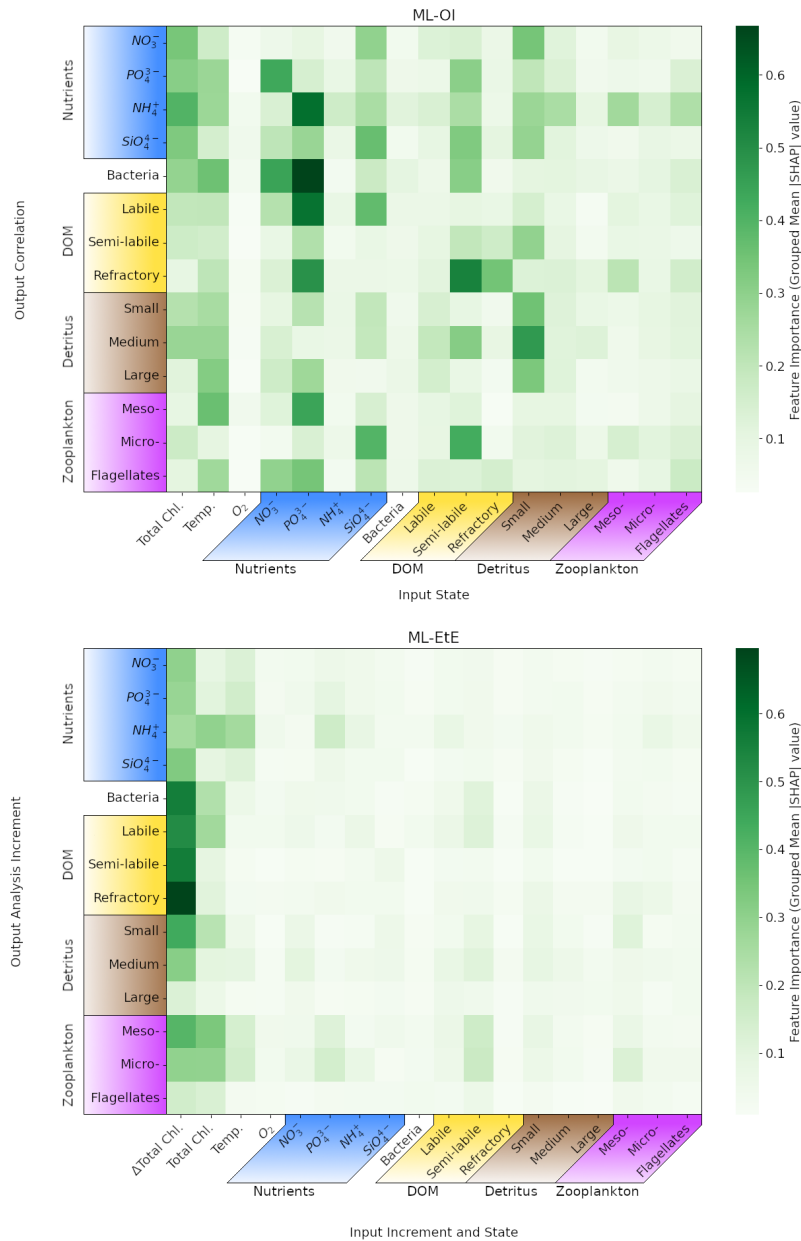 ML-OI
Output Correlation
Nutrients
NO₃⁻
PO₄³⁻
NH₄⁺
SiO₄⁴⁻
Bacteria
DOM
Labile
Semi-labile
Refractory
Detritus
Small
Medium
Large
Zooplankton
Meso-
Micro-
Flagellates
Total Chl.
Temp.
O₂
NO₃⁻
PO₄³⁻
NH₄⁺
SiO₄⁴⁻
Bacteria
Labile
Semi-labile
Refractory
Small
Medium
Large
Meso-
Micro-
Flagellates
Nutrients
DOM
Detritus
Zooplankton
Input State
0.6
0.5
0.4
0.3
0.2
0.1
Feature Importance (Grouped Mean |SHAP| value)
ML-EtE
Output Analysis Increment
Nutrients
NO₃⁻
PO₄³⁻
NH₄⁺
SiO₄⁴⁻
Bacteria
DOM
Labile
Semi-labile
Refractory
Detritus
Small
Medium
Large
Zooplankton
Meso-
Micro-
Flagellates
ΔTotal Chl.
Total Chl.
Temp.
O₂
NO₃⁻
PO₄³⁻
NH₄⁺
SiO₄⁴⁻
Bacteria
Labile
Semi-labile
Refractory
Small
Medium
Large
Meso-
Micro-
Flagellates
Nutrients
DOM
Detritus
Zooplankton
Input Increment and State
0.6
0.5
0.4
0.3
0.2
0.1
Feature Importance (Grouped Mean |SHAP| value)